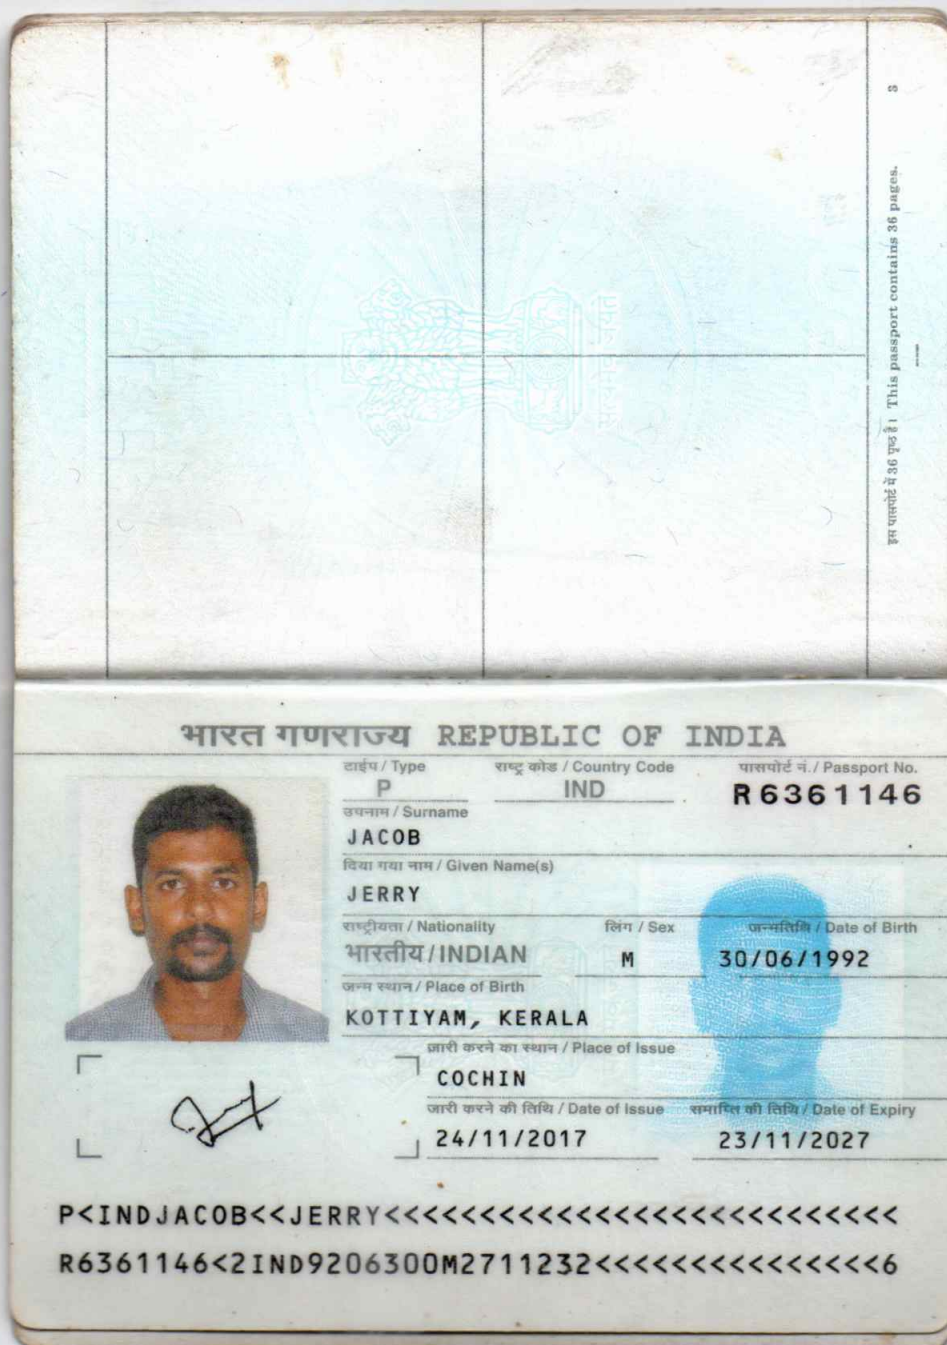 इस पासपोर्ट में 36 पृष्ठ है। This passport contains 36 pages.
3
भारत गणराज्य REPUBLIC OF INDIA
टाईप / Type राष्ट्र कोड / Country Code पासपोर्ट नं. / Passport No.
P IND R6361146
उपनाम / Surname
JACOB
दिया गया नाम / Given Name(s)
JERRY
राष्ट्रीयता / Nationality लिंग / Sex जन्मतिथि / Date of Birth
भारतीय / INDIAN M 30/06/1992
जन्म स्थान / Place of Birth
KOTTIYAM, KERALA
जारी करने का स्थान / Place of Issue
COCHIN
जारी करने की तिथि / Date of Issue समाप्ति की तिथि / Date of Expiry
24/11/2017 23/11/2027
P<INDJACOB<<JERRY<<<<<<<<<<<<<<<<<<<<<<<<<<<
R6361146<2IND9206300M2711232<<<<<<<<<<<<<<<6